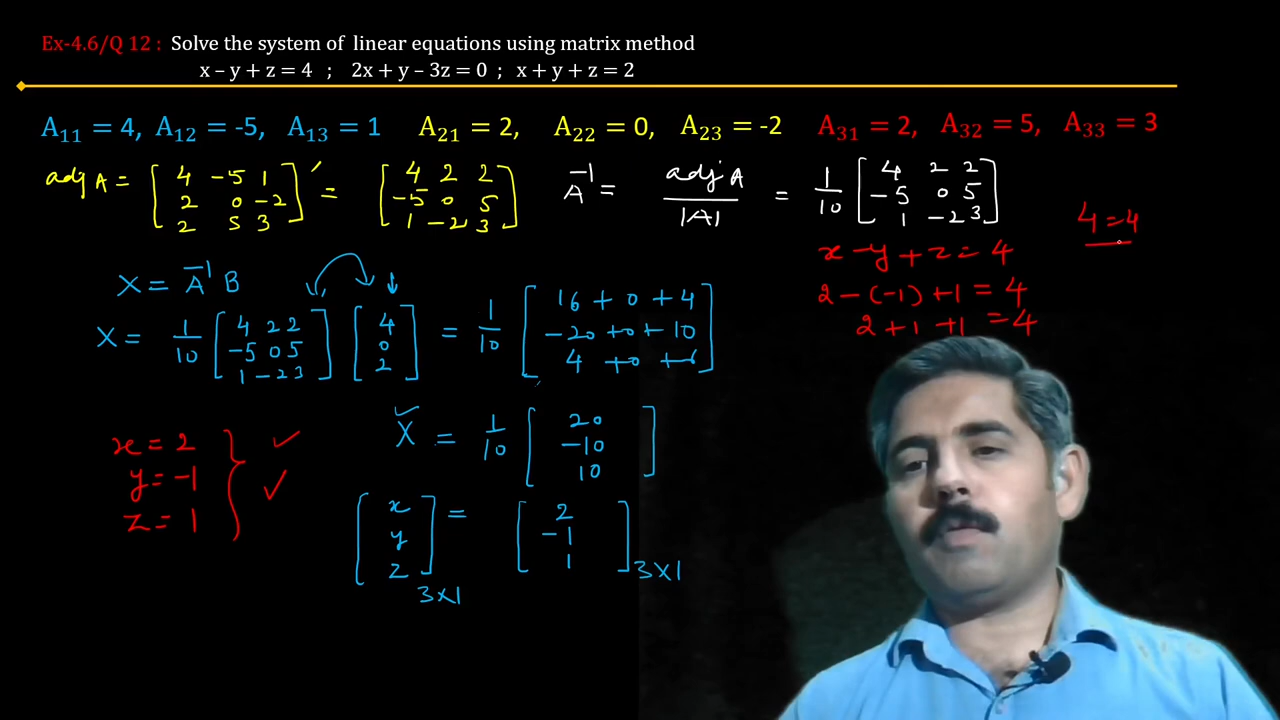 Ex-4.6/Q 12 : Solve the system of linear equations using matrix method
x – y + z = 4 ; 2x + y – 3z = 0 ; x + y + z = 2
A₁₁ = 4, A₁₂ = -5, A₁₃ = 1 A₂₁ = 2, A₂₂ = 0, A₂₃ = -2 A₃₁ = 2, A₃₂ = 5, A₃₃ = 3
adj A = [4 -5 1; 2 0 -2; 2 5 3]′ = [4 2 2; -5 0 5; 1 -2 3] A⁻¹ = adj A / |A| = 1/10 [4 2 2; -5 0 5; 1 -2 3]
X = A⁻¹ B
X = 1/10 [4 2 2; -5 0 5; 1 -2 3] [4; 0; 2] = 1/10 [16 + 0 + 4; -20 + 0 + 10; 4 + 0 + 6]
X = 1/10 [20; -10; 10]
[x; y; z]3×1 = [2; -1; 1]3×1
x = 2
y = -1
z = 1
x - y + z = 4
2 - (-1) + 1 = 4
2 + 1 + 1 = 4
4 = 4